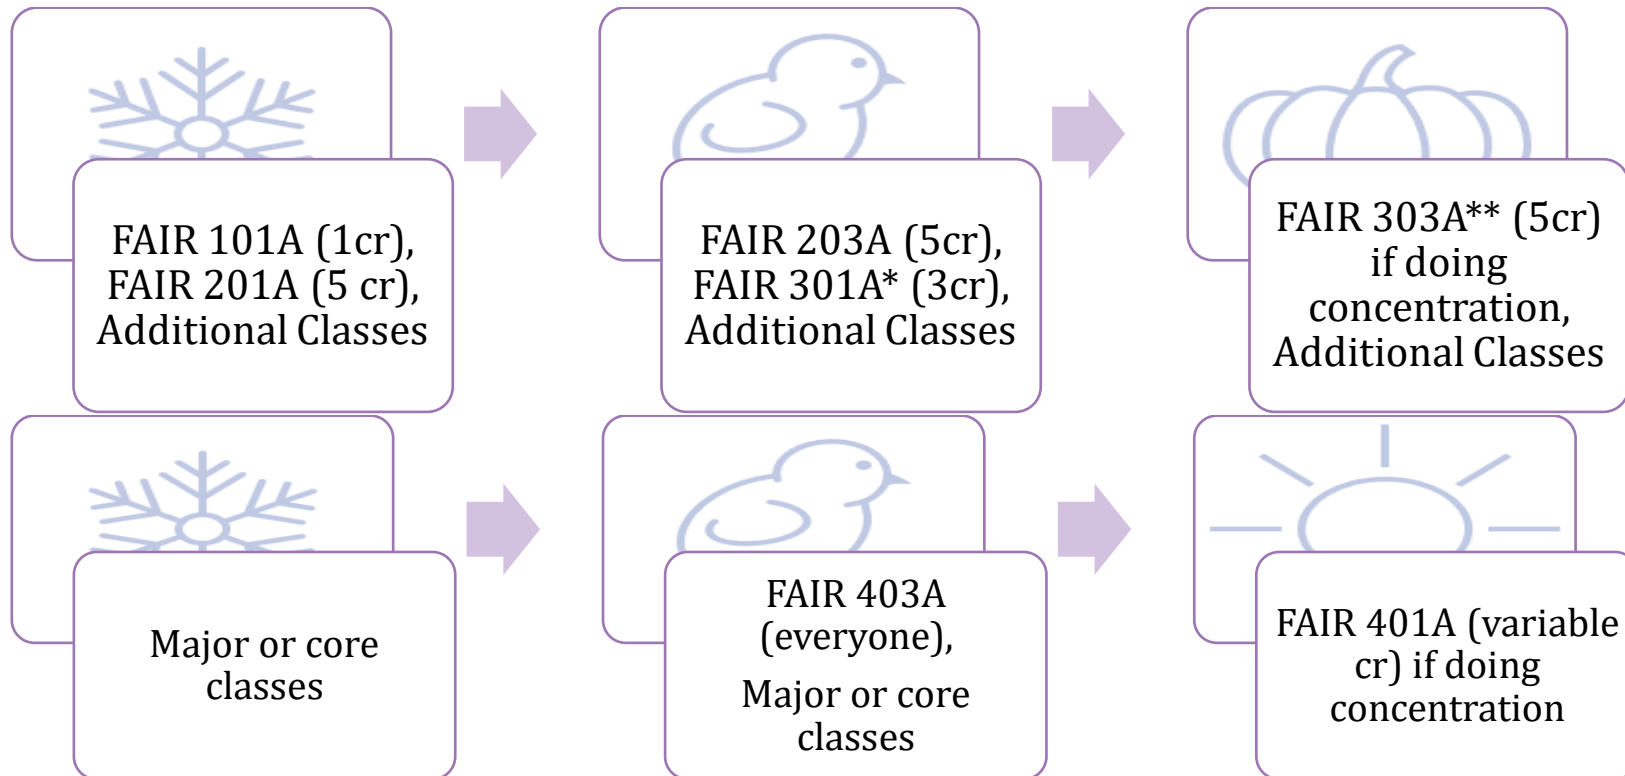 FAIR 101A (1cr),
FAIR 201A (5 cr),
Additional Classes
FAIR 203A (5cr),
FAIR 301A* (3cr),
Additional Classes
FAIR 303A** (5cr)
if doing
concentration,
Additional Classes
Major or core
classes
FAIR 403A
(everyone),
Major or core
classes
FAIR 401A (variable
cr) if doing
concentration